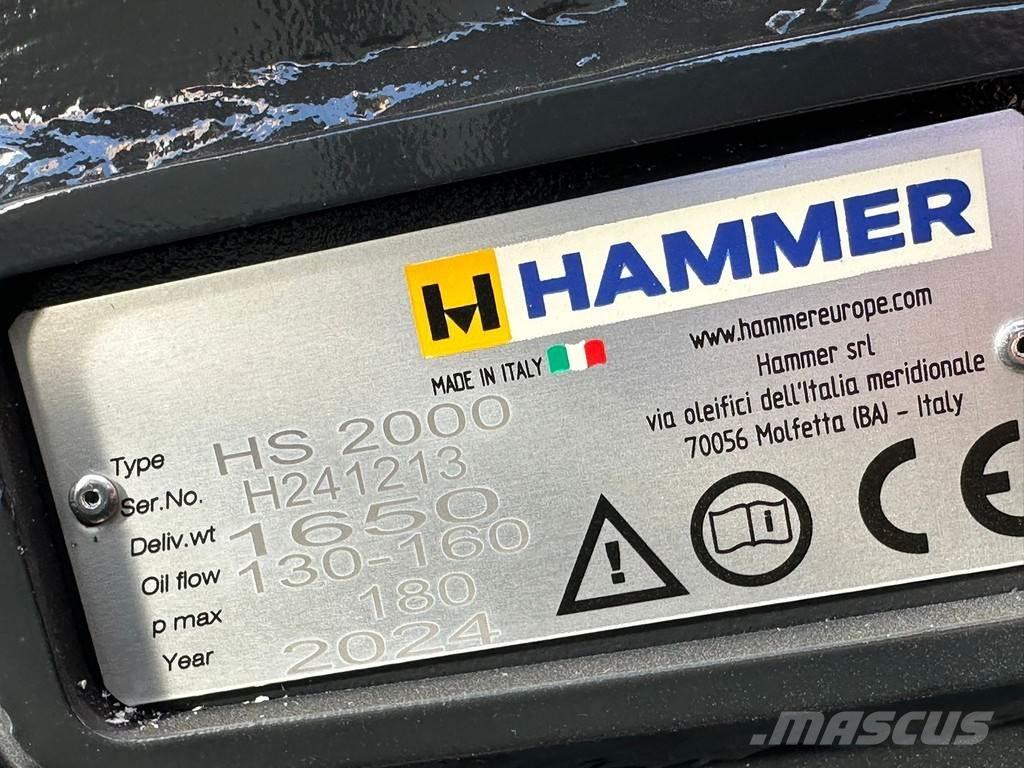 H HAMMER
MADE IN ITALY
www.hammereurope.com
Hammer srl
via oleifici dell'Italia meridionale
70056 Molfetta (BA) - Italy
Type HS 2000
Ser.No. H241213
Deliv.wt 1650
Oil flow 130-160
p max 180
Year 2024
! i CE
MASCUS